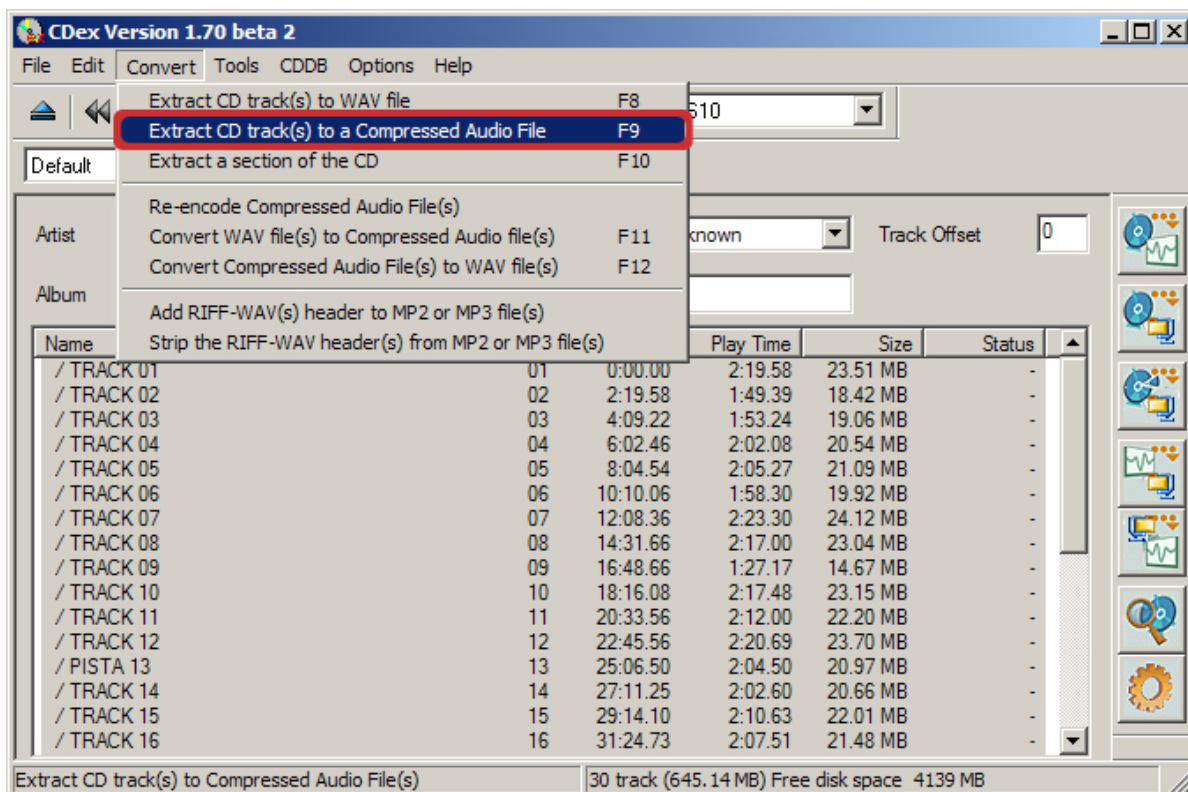 CDex Version 1.70 beta 2
File Edit Convert Tools CDDB Options Help
Extract CD track(s) to WAV file F8
Extract CD track(s) to a Compressed Audio File F9
Extract a section of the CD F10
Re-encode Compressed Audio File(s)
Convert WAV file(s) to Compressed Audio file(s) F11
Convert Compressed Audio File(s) to WAV file(s) F12
Add RIFF-WAV(s) header to MP2 or MP3 file(s)
Strip the RIFF-WAV header(s) from MP2 or MP3 file(s)
Default
Artist known Track Offset 0
Album
Name Play Time Size Status
/ TRACK 01 01 0:00.00 2:19.58 23.51 MB -
/ TRACK 02 02 2:19.58 1:49.39 18.42 MB -
/ TRACK 03 03 4:09.22 1:53.24 19.06 MB -
/ TRACK 04 04 6:02.46 2:02.08 20.54 MB -
/ TRACK 05 05 8:04.54 2:05.27 21.09 MB -
/ TRACK 06 06 10:10.06 1:58.30 19.92 MB -
/ TRACK 07 07 12:08.36 2:23.30 24.12 MB -
/ TRACK 08 08 14:31.66 2:17.00 23.04 MB -
/ TRACK 09 09 16:48.66 1:27.17 14.67 MB -
/ TRACK 10 10 18:16.08 2:17.48 23.15 MB -
/ TRACK 11 11 20:33.56 2:12.00 22.20 MB -
/ TRACK 12 12 22:45.56 2:20.69 23.70 MB -
/ PISTA 13 13 25:06.50 2:04.50 20.97 MB -
/ TRACK 14 14 27:11.25 2:02.60 20.66 MB -
/ TRACK 15 15 29:14.10 2:10.63 22.01 MB -
/ TRACK 16 16 31:24.73 2:07.51 21.48 MB -
Extract CD track(s) to Compressed Audio File(s) 30 track (645.14 MB) Free disk space 4139 MB